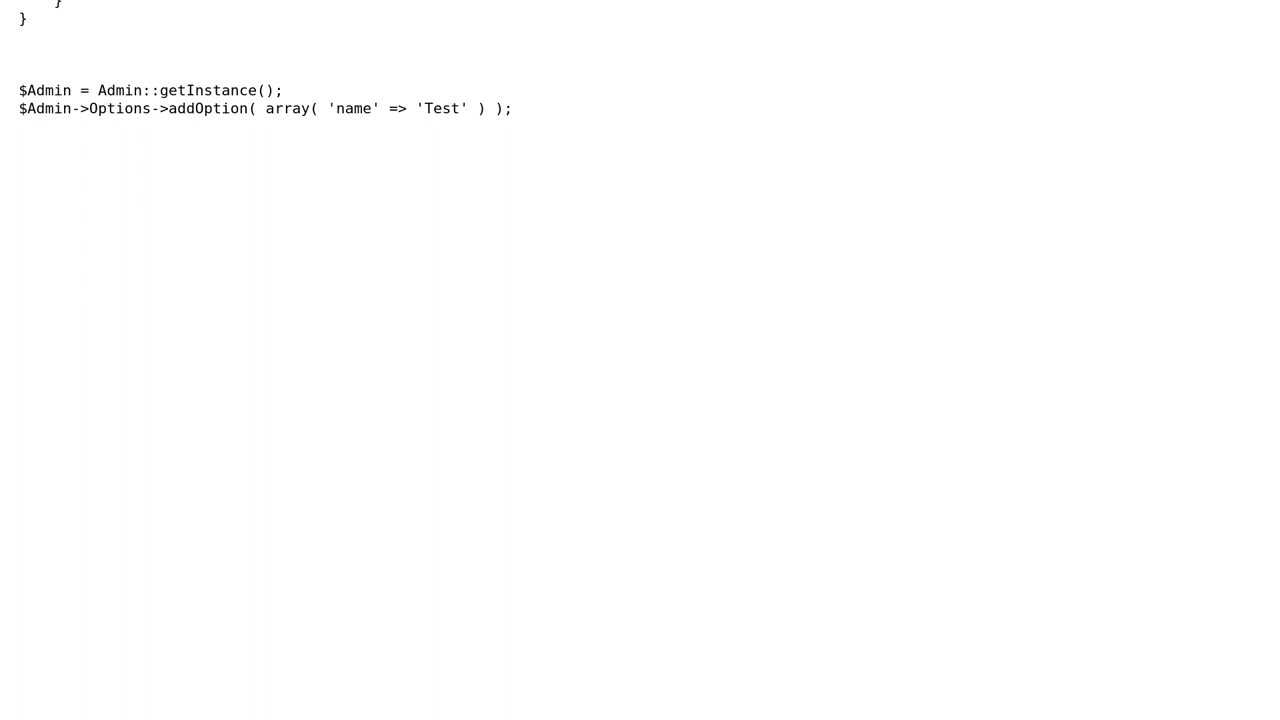 }
}
$Admin = Admin::getInstance();
$Admin->Options->addOption( array( 'name' => 'Test' ) );